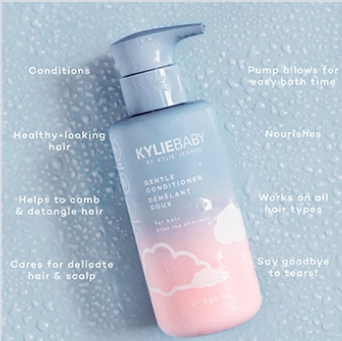 Conditions
Pump allows for
easy bath time
Healthy-looking
hair
Nourishes
Helps to comb
& detangle hair
Works on all
hair types
Cares for delicate
hair & scalp
Say goodbye
to tears!
KYLIEBABY
BY KYLIE JENNER
GENTLE
CONDITIONER
DÉMÊLANT
DOUX
for hair
pour les cheveux